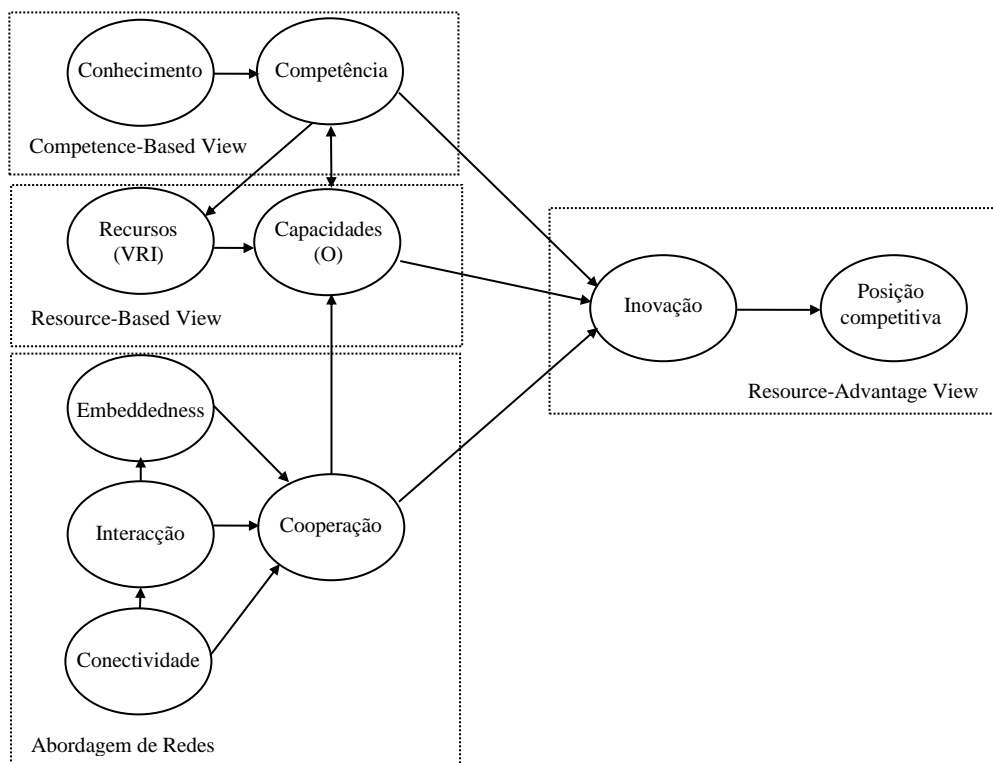 Conhecimento
Competência
Competence-Based View
Recursos
(VRI)
Capacidades
(O)
Resource-Based View
Inovação
Posição
competitiva
Resource-Advantage View
Embeddedness
Interacção
Cooperação
Conectividade
Abordagem de Redes